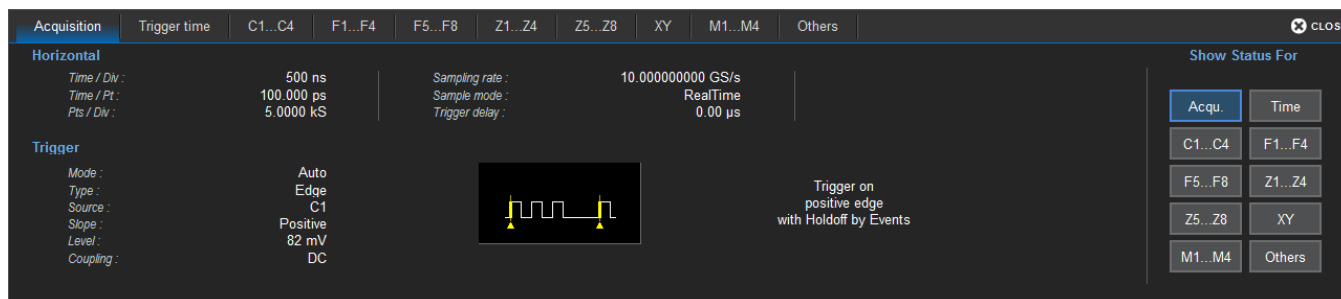 Acquisition Trigger time C1...C4 F1...F4 F5...F8 Z1...Z4 Z5...Z8 XY M1...M4 Others CLOS
Horizontal Show Status For
Time / Div : 500 ns Sampling rate : 10.000000000 GS/s
Time / Pt : 100.000 ps Sample mode : RealTime
Pts / Div : 5.0000 kS Trigger delay : 0.00 µs
Acqu. Time
Trigger
C1...C4 F1...F4
Mode : Auto
Type : Edge Trigger on
Source : C1 positive edge
Slope : Positive with Holdoff by Events
Level : 82 mV
Coupling : DC
F5...F8 Z1...Z4
Z5...Z8 XY
M1...M4 Others